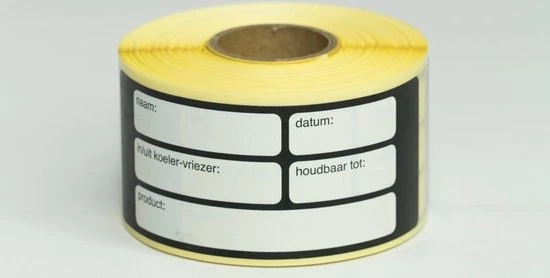 naam:
datum:
in/uit koeler-vriezer:
houdbaar tot:
product: